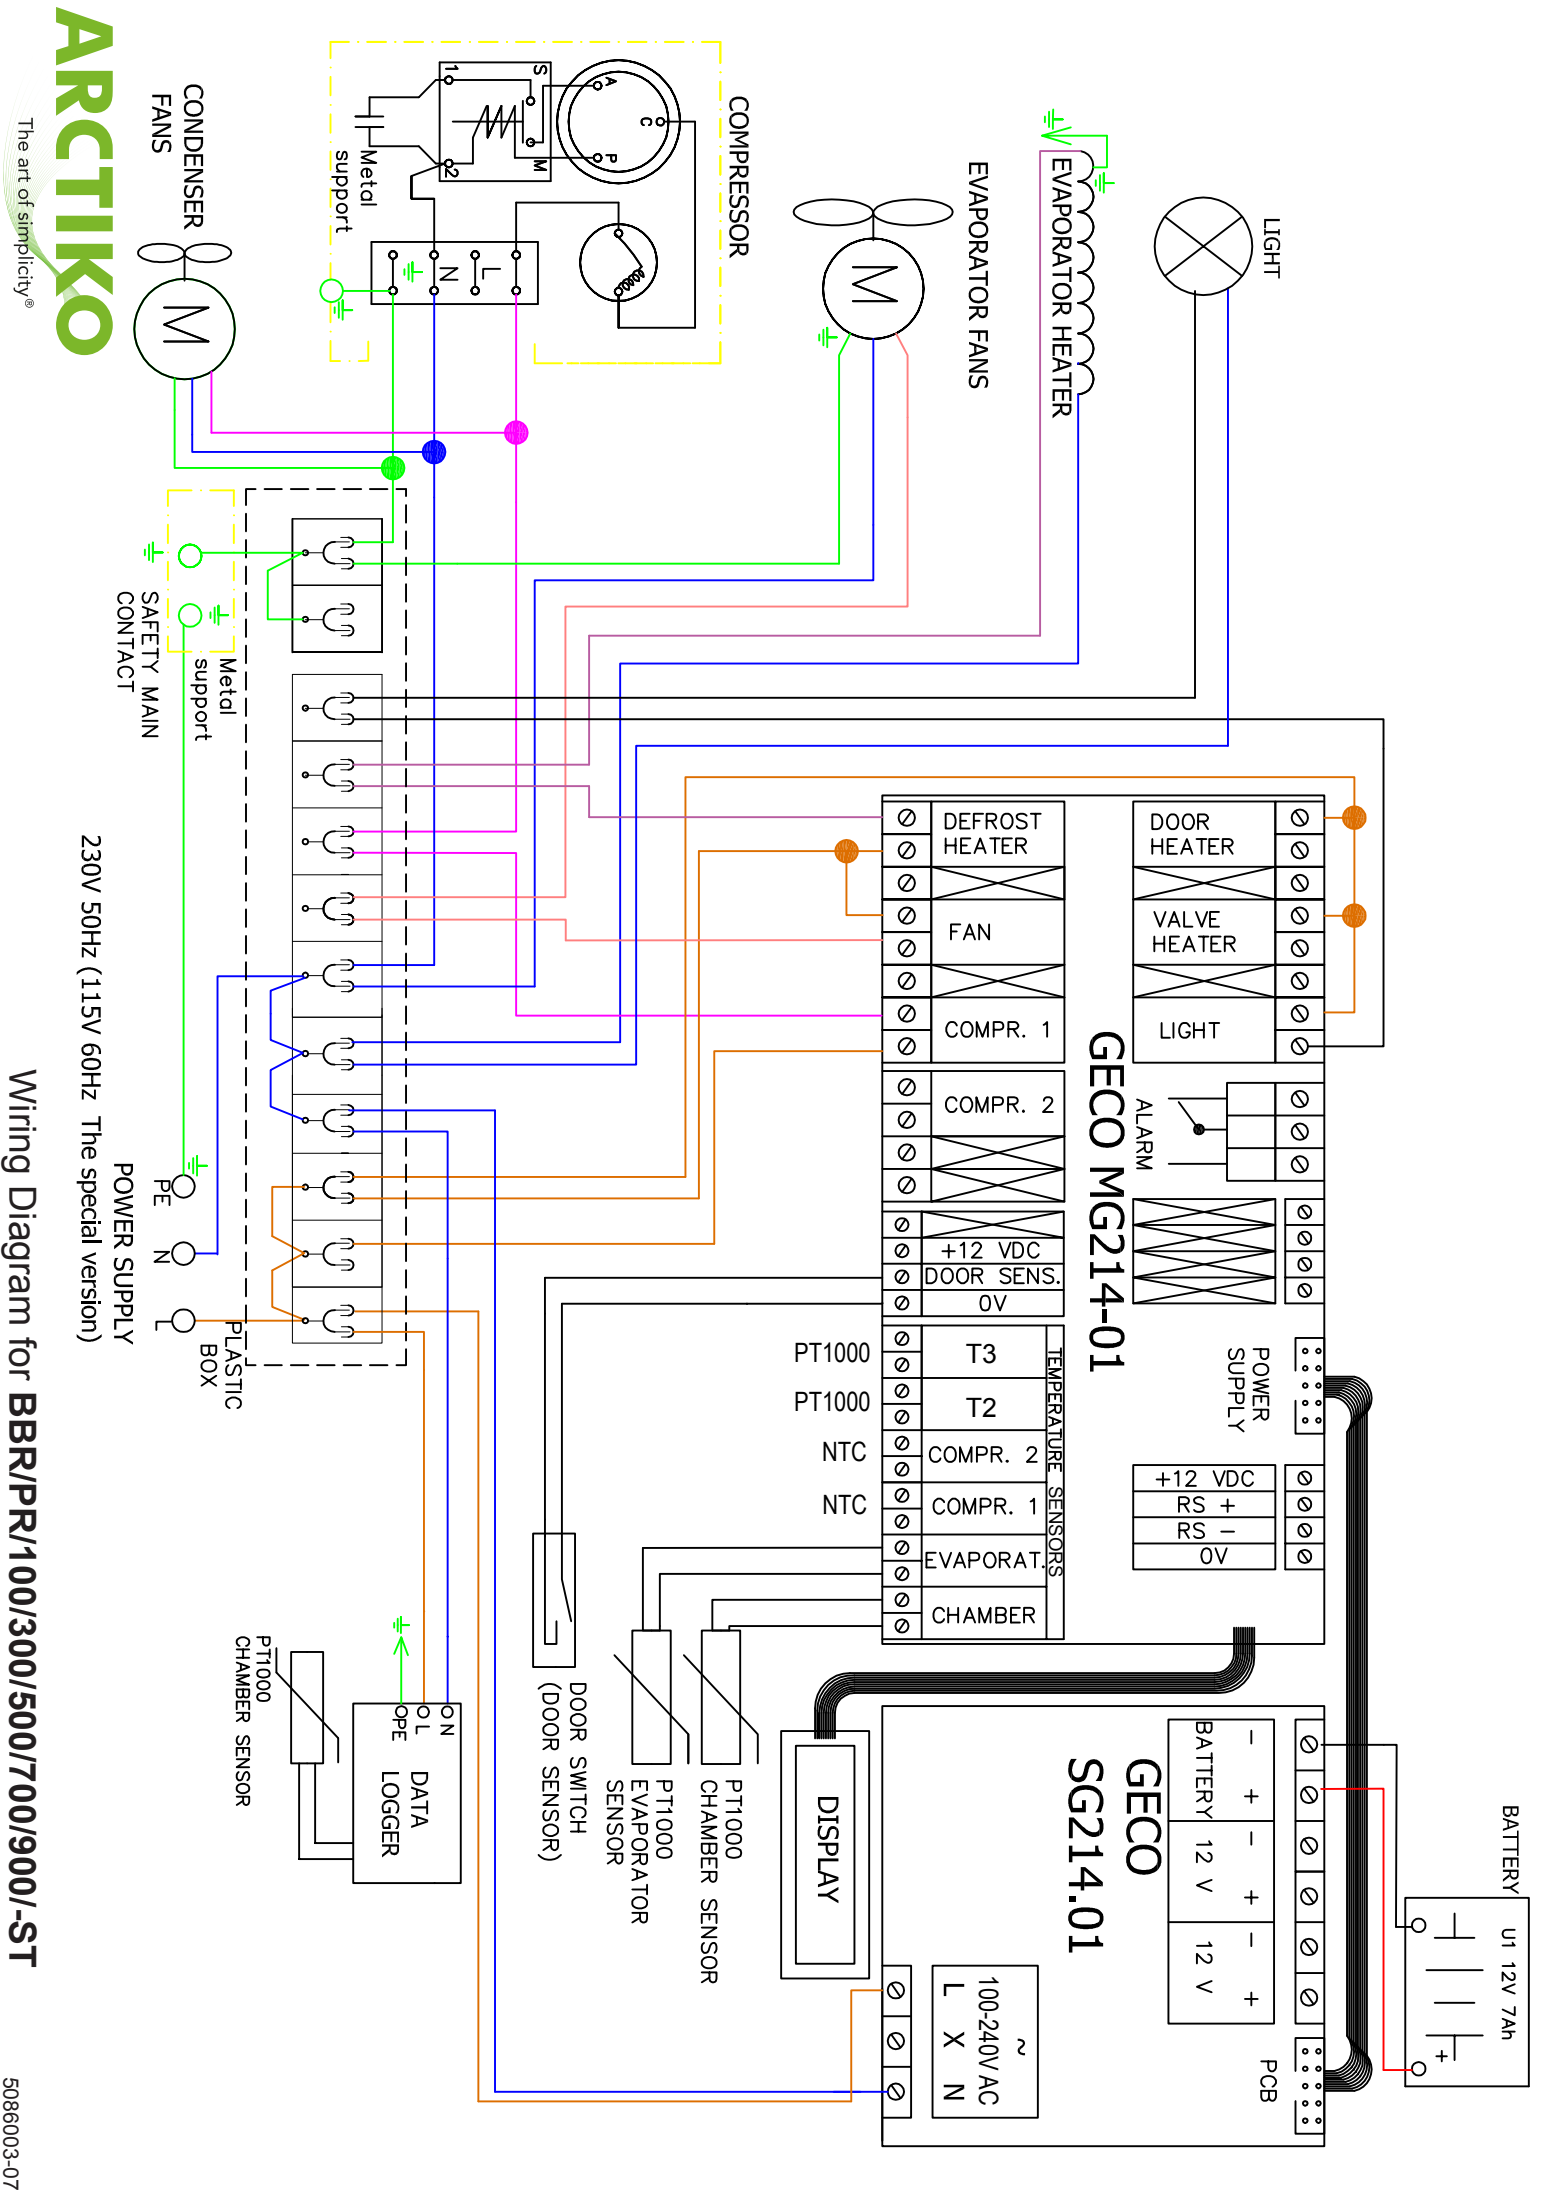 ARCTIKO
The art of simplicity®
CONDENSER
FANS
COMPRESSOR
S
1
M
2
A
C
P
Metal
support
N
L
M
EVAPORATOR FANS
M
EVAPORATOR HEATER
LIGHT
SAFETY MAIN
CONTACT
Metal
support
230V 50Hz (115V 60Hz The special version)
POWER SUPPLY
PE
N
L
PLASTIC
BOX
GECO MG214-01
DOOR
HEATER
VALVE
HEATER
LIGHT
ALARM
POWER
SUPPLY
+12 VDC
RS +
RS -
0V
DEFROST
HEATER
FAN
COMPR. 1
COMPR. 2
+12 VDC
DOOR SENS.
0V
TEMPERATURE SENSORS
T3
T2
COMPR. 2
COMPR. 1
EVAPORAT.
CHAMBER
PT1000
PT1000
NTC
NTC
DOOR SWITCH
(DOOR SENSOR)
PT1000
EVAPORATOR
SENSOR
PT1000
CHAMBER SENSOR
DISPLAY
PT1000
CHAMBER SENSOR
N
L
PE
DATA
LOGGER
GECO
SG214.01
- +
BATTERY
- +
12 V
- +
12 V
PCB
~
100-240V AC
L X N
BATTERY
U1 12V 7Ah
+
Wiring Diagram for BBR/PR/100/300/500/700/900/-ST
5086003-07